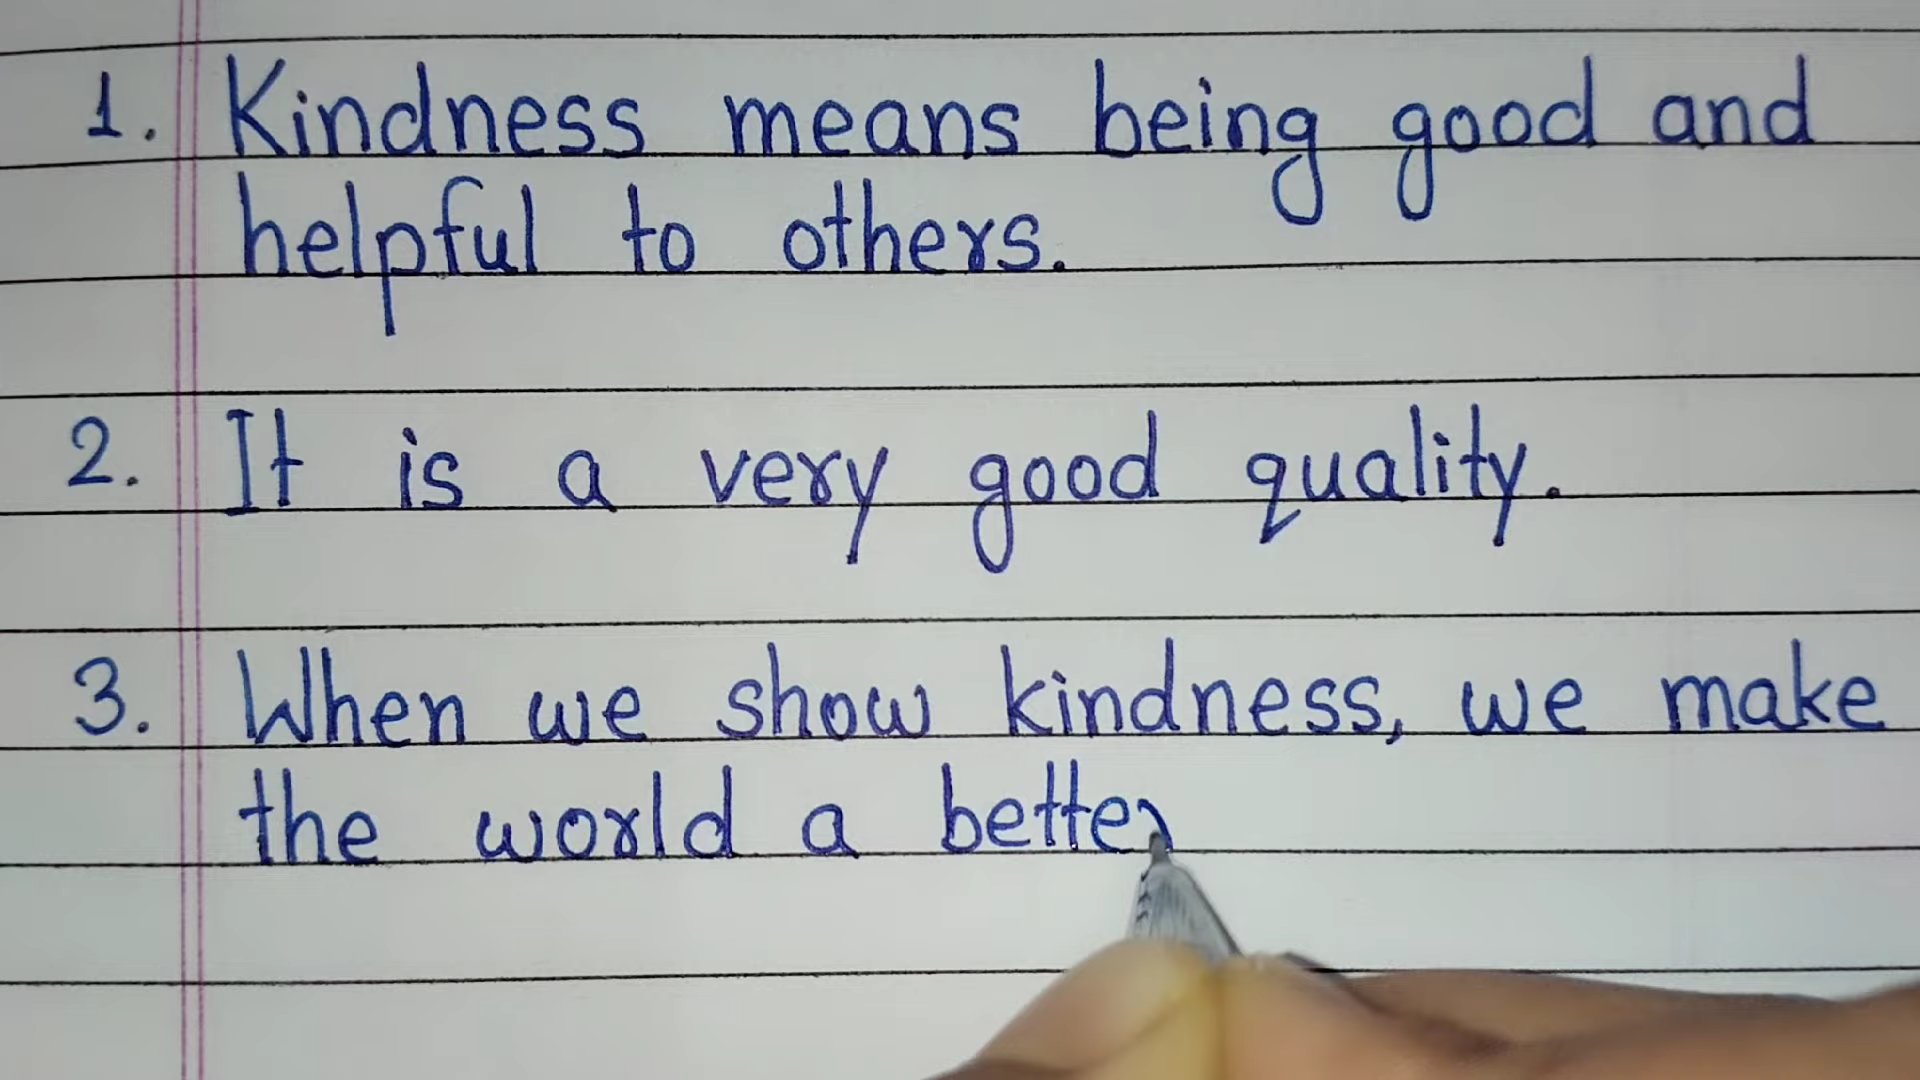 1. Kindness means being good and
helpful to others.
2. It is a very good quality.
3. When we show kindness, we make
the world a better